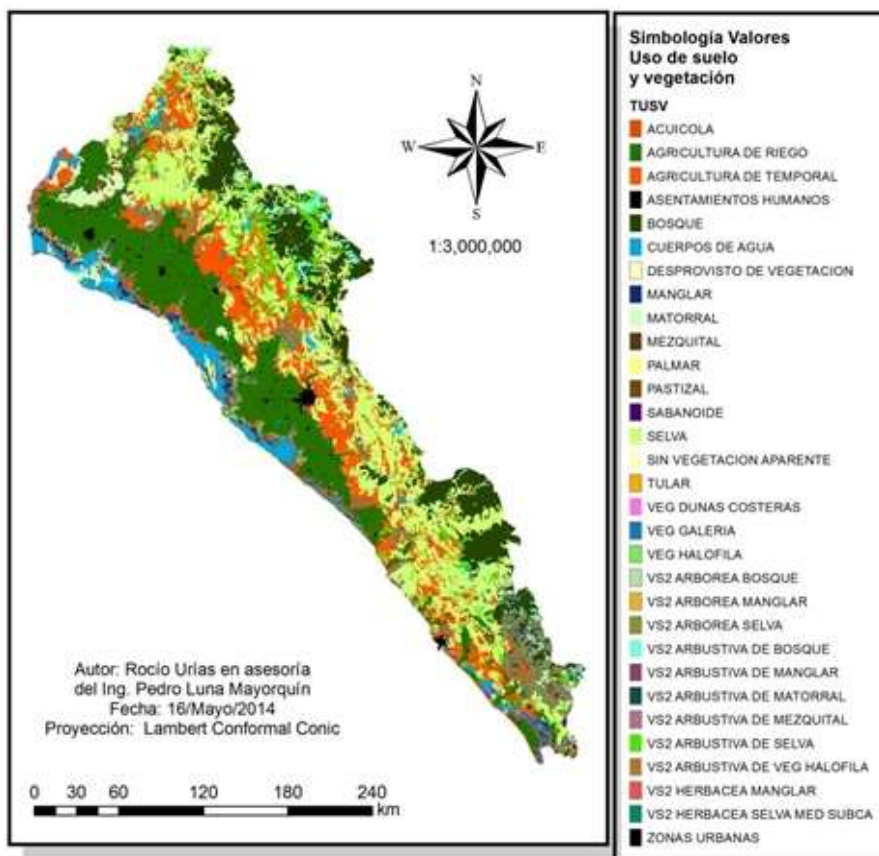 N
W
E
S
1:3,000,000
Autor: Rocío Urías en asesoría
del Ing. Pedro Luna Mayorquín
Fecha: 16/Mayo/2014
Proyección: Lambert Conformal Conic
0 30 60 120 180 240
km
Simbología Valores
Uso de suelo
y vegetación
TUSV
ACUICOLA
AGRICULTURA DE RIEGO
AGRICULTURA DE TEMPORAL
ASENTAMIENTOS HUMANOS
BOSQUE
CUERPOS DE AGUA
DESPROVISTO DE VEGETACION
MANGLAR
MATORRAL
MEZQUITAL
PALMAR
PASTIZAL
SABANOIDE
SELVA
SIN VEGETACION APARENTE
TULAR
VEG DUNAS COSTERAS
VEG GALERIA
VEG HALOFILA
VS2 ARBOREA BOSQUE
VS2 ARBOREA MANGLAR
VS2 ARBOREA SELVA
VS2 ARBUSTIVA DE BOSQUE
VS2 ARBUSTIVA DE MANGLAR
VS2 ARBUSTIVA DE MATORRAL
VS2 ARBUSTIVA DE MEZQUITAL
VS2 ARBUSTIVA DE SELVA
VS2 ARBUSTIVA DE VEG HALOFILA
VS2 HERBACEA MANGLAR
VS2 HERBACEA SELVA MED SUBCA
ZONAS URBANAS